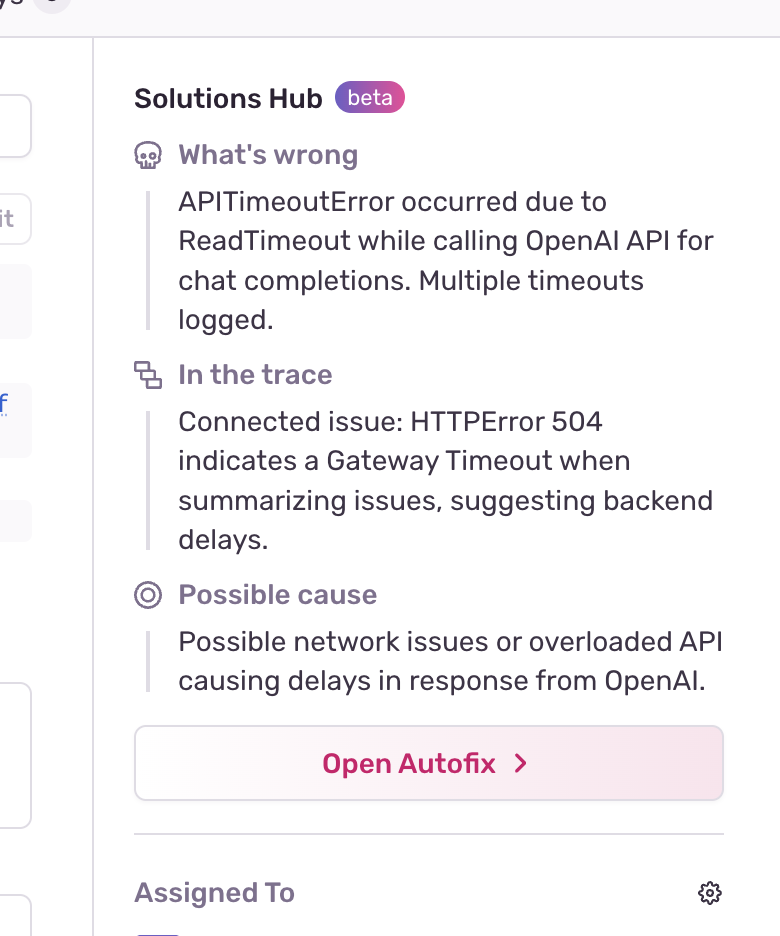 Solutions Hub beta
What's wrong
APITimeoutError occurred due to
ReadTimeout while calling OpenAI API for
chat completions. Multiple timeouts
logged.
In the trace
Connected issue: HTTPError 504
indicates a Gateway Timeout when
summarizing issues, suggesting backend
delays.
Possible cause
Possible network issues or overloaded API
causing delays in response from OpenAI.
Open Autofix
Assigned To